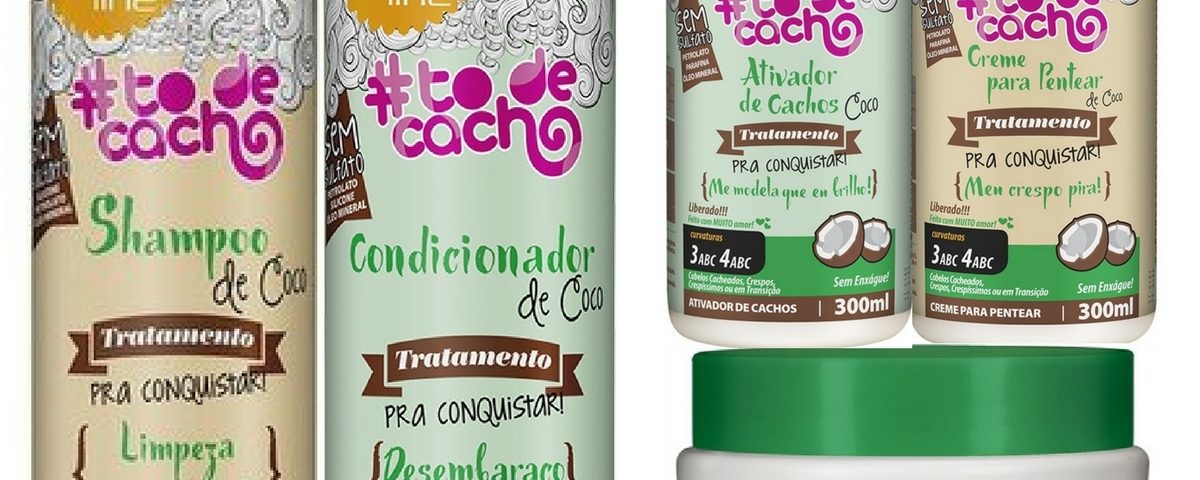 #to de
cacho
Shampoo
de Coco
Tratamento
PRA CONQUISTAR!
{Limpeza
#to de
cacho
SEM
SULFATO
PETROLATO
SILICONE
ÓLEO MINERAL
Condicionador
de Coco
Tratamento
PRA CONQUISTAR!
{Desembaraço
#to de
cacho
SEM
SULFATO
PETROLATO
PARAFINA
ÓLEO MINERAL
Ativador
de Cachos Coco
Tratamento
PRA CONQUISTAR!
{Me modela que eu brilho!}
Liberado!!!
Feito com MUITO amor!
curvaturas
3ABC 4ABC
Cabelos Cacheados, Crespos,
Crespíssimos ou em Transição
Sem Enxágue!
ATIVADOR DE CACHOS | 300ml
#to de
cacho
SEM
SULFATO
PETROLATO
PARAFINA
ÓLEO MINERAL
Creme
para Pentear
de Coco
Tratamento
PRA CONQUISTAR!
{Meu crespo pira!}
Liberado!!!
Feito com MUITO amor!
curvaturas
3ABC 4ABC
Cabelos Cacheados, Crespos,
Crespíssimos ou em Transição
Sem Enxágue!
CREME PARA PENTEAR | 300ml